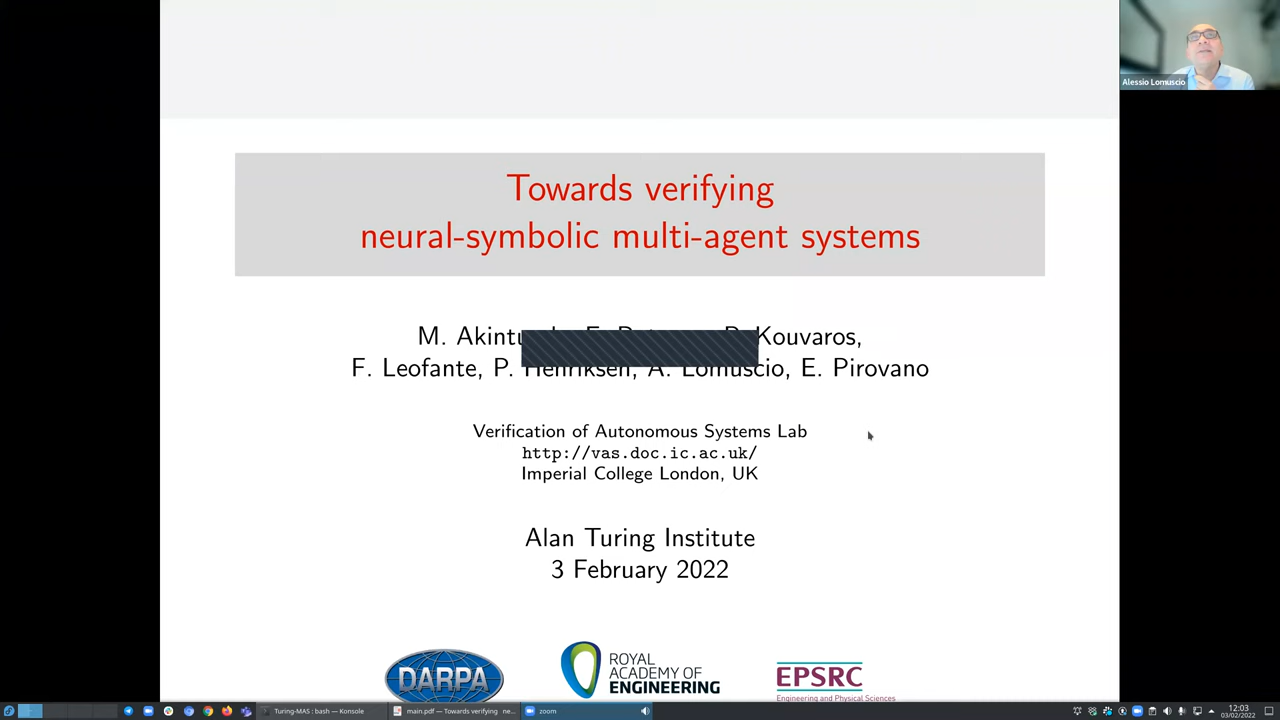 Alessio Lomuscio
Towards verifying
neural-symbolic multi-agent systems
M. Kouvaros,
F. Leofante, P. Henriksen, A. Lomuscio, E. Pirovano
Verification of Autonomous Systems Lab
http://vas.doc.ic.ac.uk/
Imperial College London, UK
Alan Turing Institute
3 February 2022
DARPA
ROYAL
ACADEMY OF
ENGINEERING
EPSRC
Engineering and Physical Sciences
Turing-MAS : bash — Konsole
main.pdf — Towards verifying ne...
zoom
12:03
03/02/2022